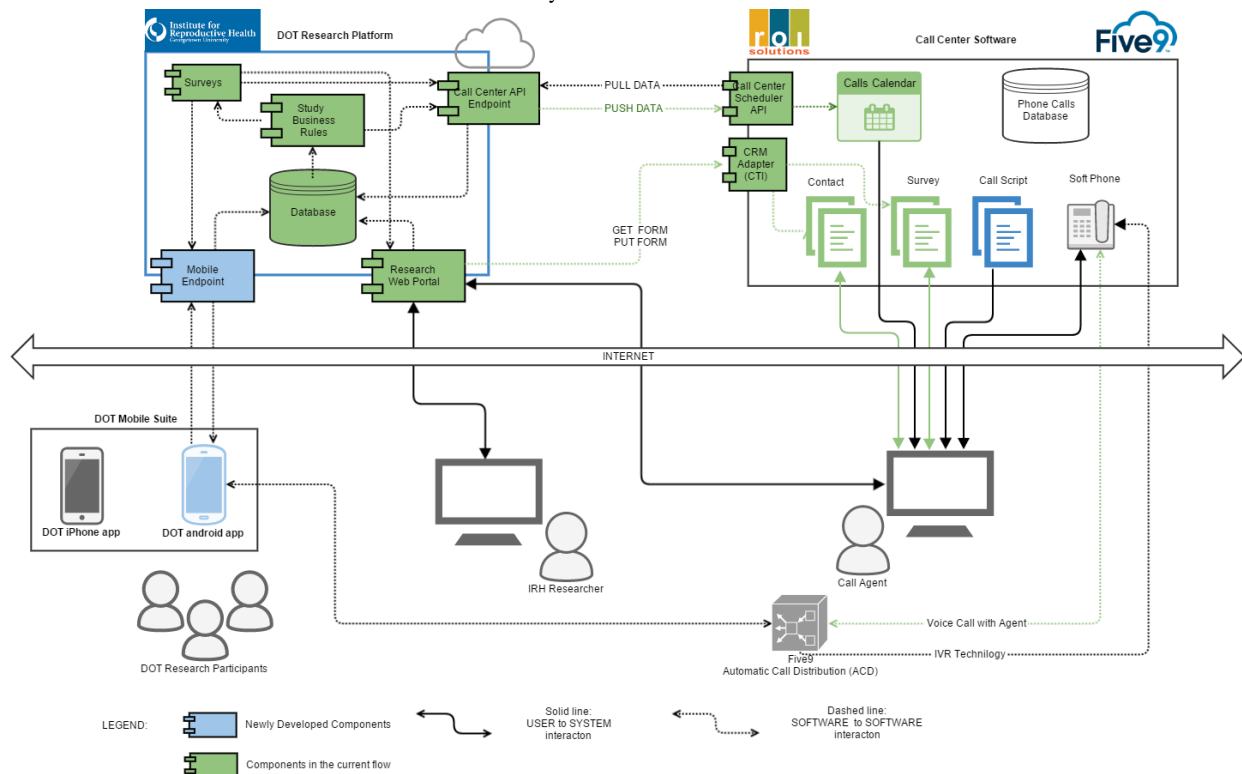 Institute for
Reproductive Health
Georgetown University
DOT Research Platform
roi
solutions
Call Center Software
Five9
Surveys
Call Center API
Endpoint
PULL DATA
PUSH DATA
Call Center
Scheduler
API
Calls Calendar
Phone Calls
Database
Study
Business
Rules
CRM
Adapter
(CTI)
Contact
Survey
Call Script
Soft Phone
Database
GET FORM
PUT FORM
Mobile
Endpoint
Research
Web Portal
INTERNET
DOT Mobile Suite
DOT iPhone app
DOT android app
IRH Researcher
Call Agent
DOT Research Participants
Voice Call with Agent
IVR Technilogy
Five9
Automatic Call Distribution (ACD)
LEGEND:
Newly Developed Components
Solid line:
USER to SYSTEM
interacton
Dashed line:
SOFTWARE to SOFTWARE
interacton
Components in the current flow